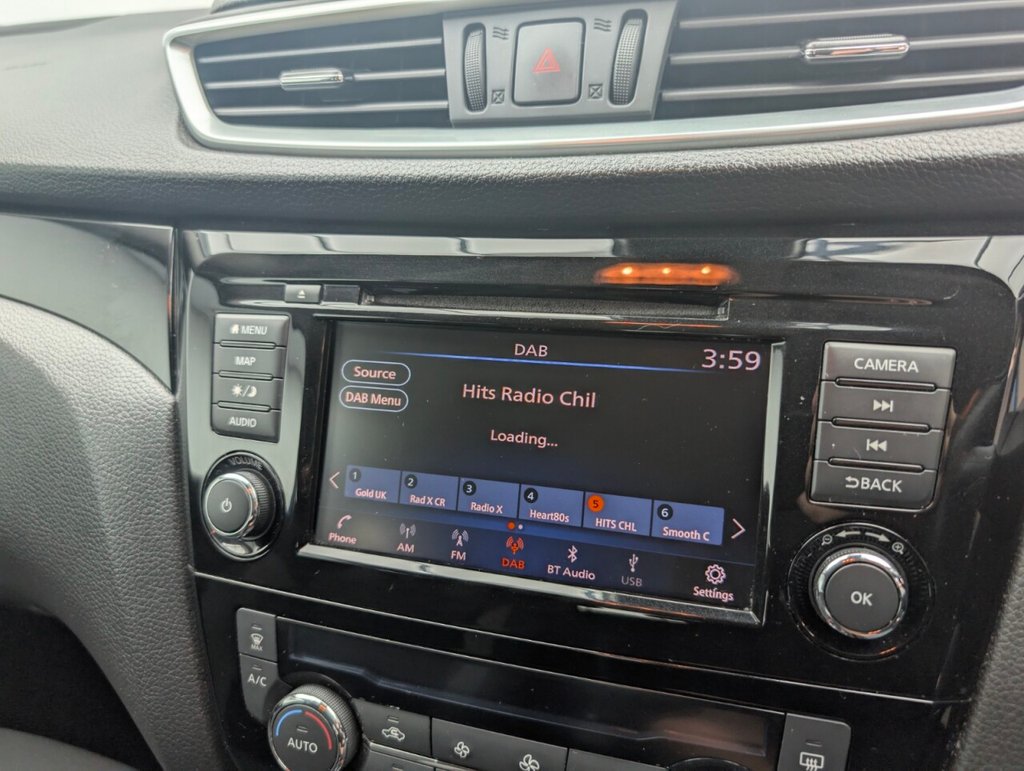 MENU
MAP
AUDIO
VOLUME
DAB
3:59
Source
DAB Menu
Hits Radio Chil
Loading...
1 Gold UK
2 Rad X CR
3 Radio X
4 Heart80s
5 HITS CHL
6 Smooth C
Phone
AM
FM
DAB
BT Audio
USB
Settings
CAMERA
BACK
OK
MAX
A/C
AUTO